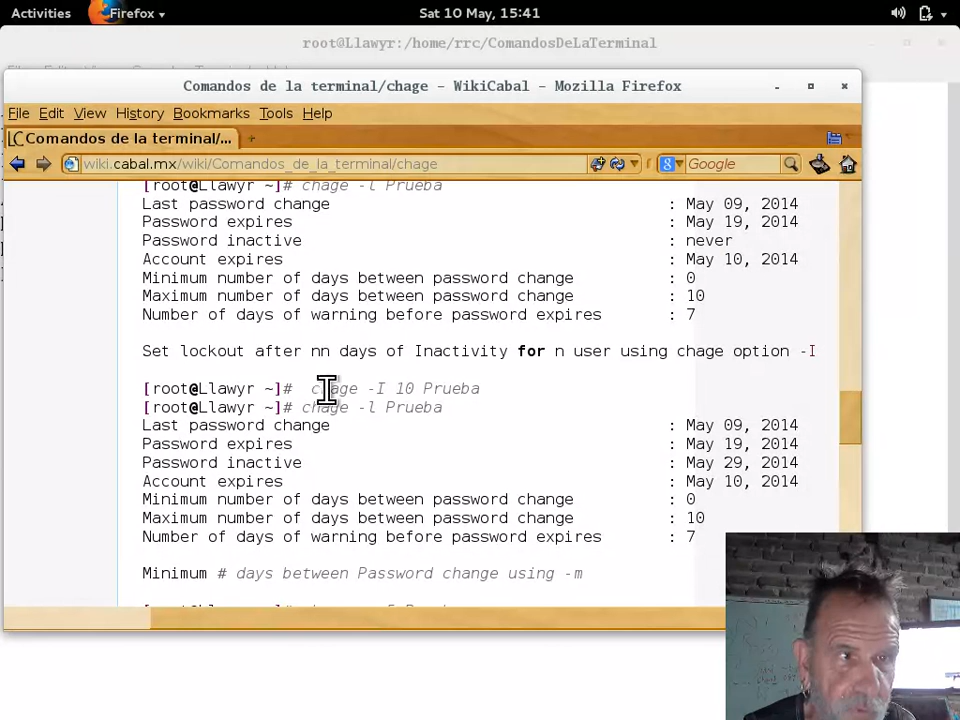 Activities Firefox Sat 10 May, 15:41
root@Llawyr:/home/rrc/ComandosDeLaTerminal
Comandos de la terminal/chage - WikiCabal - Mozilla Firefox
File Edit View History Bookmarks Tools Help
Comandos de la terminal/...
wiki.cabal.mx/wiki/Comandos_de_la_terminal/chage Google
[root@Llawyr ~]# chage -l Prueba
Last password change : May 09, 2014
Password expires : May 19, 2014
Password inactive : never
Account expires : May 10, 2014
Minimum number of days between password change : 0
Maximum number of days between password change : 10
Number of days of warning before password expires : 7
Set lockout after nn days of Inactivity for n user using chage option -I
[root@Llawyr ~]# chage -I 10 Prueba
[root@Llawyr ~]# chage -l Prueba
Last password change : May 09, 2014
Password expires : May 19, 2014
Password inactive : May 29, 2014
Account expires : May 10, 2014
Minimum number of days between password change : 0
Maximum number of days between password change : 10
Number of days of warning before password expires : 7
Minimum # days between Password change using -m